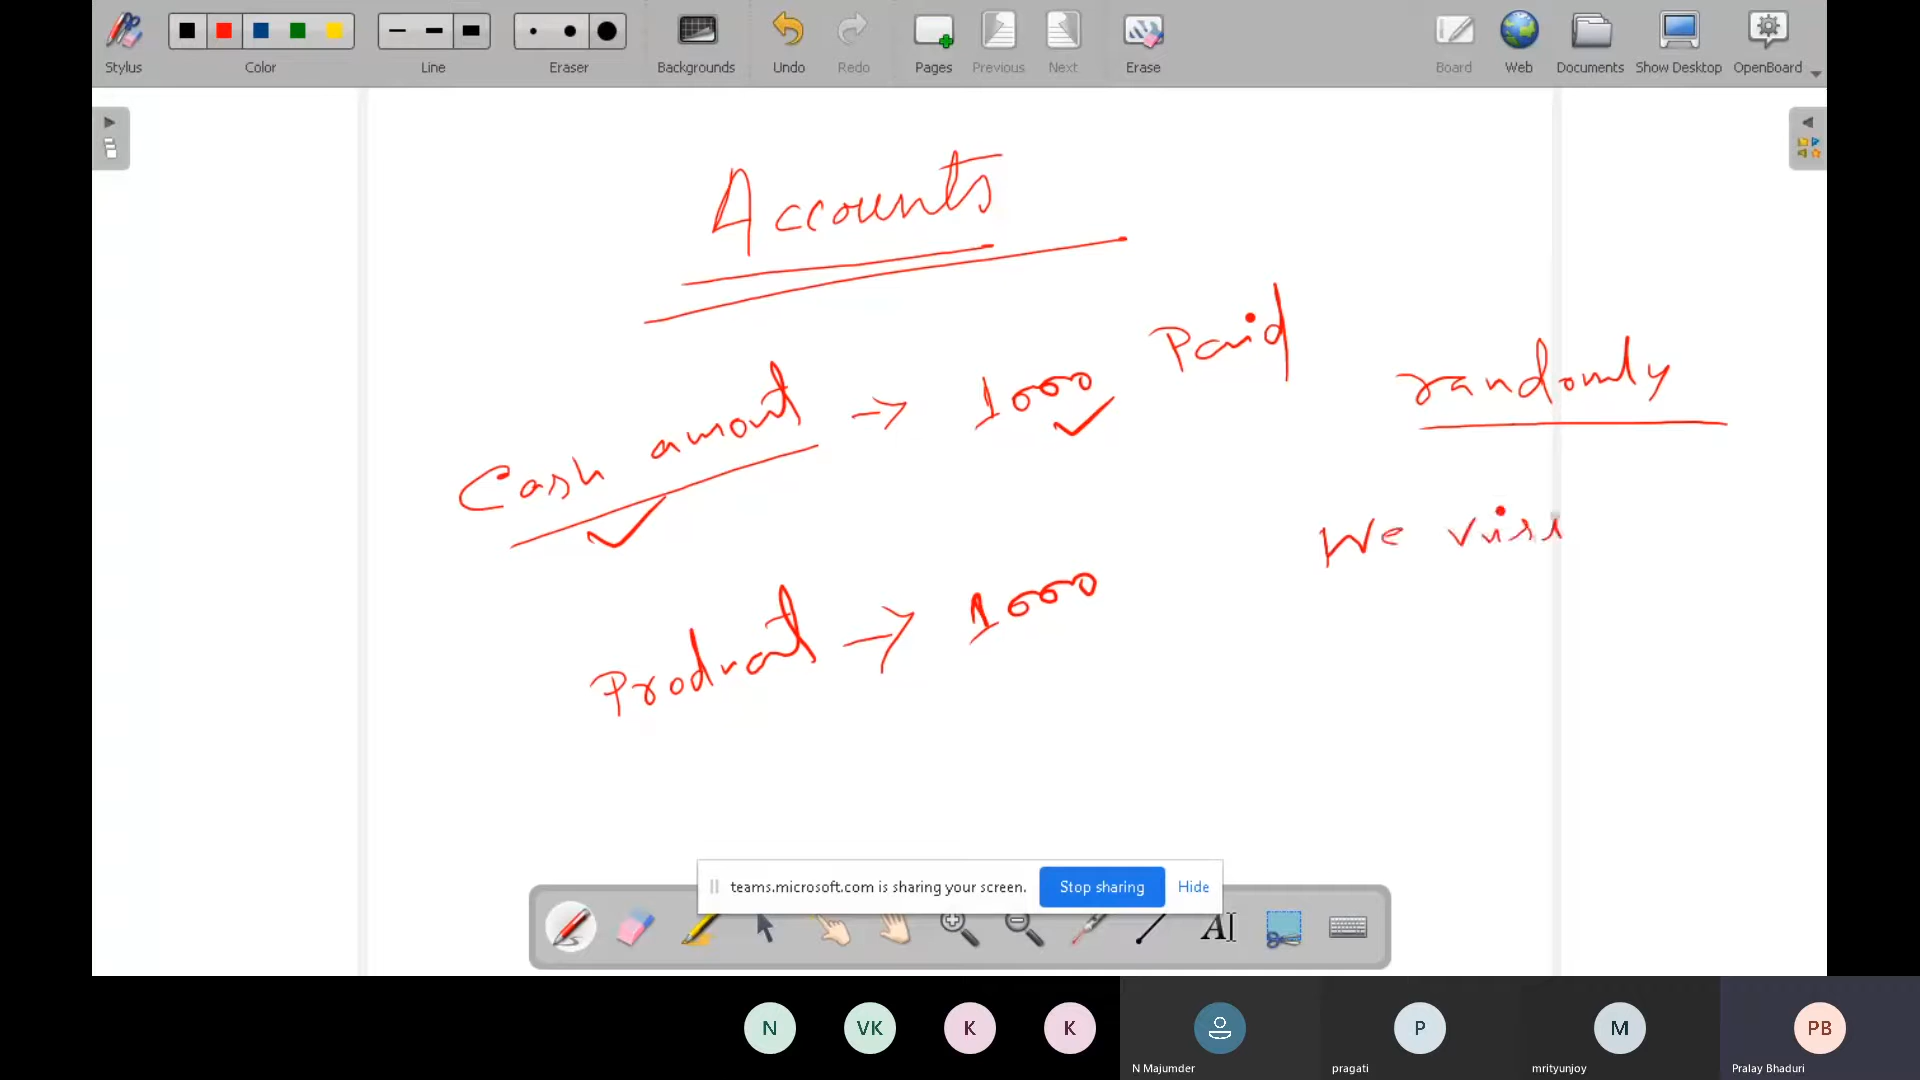 Stylus Color Line Eraser Backgrounds Undo Redo Pages Previous Next Erase Board Web Documents Show Desktop OpenBoard
Accounts
Cash amount → 1000 Paid
randomly
We visi
Product → 1000
teams.microsoft.com is sharing your screen. Stop sharing Hide
N VK K K P M PB
N Majumder pragati mrityunjoy Pralay Bhaduri